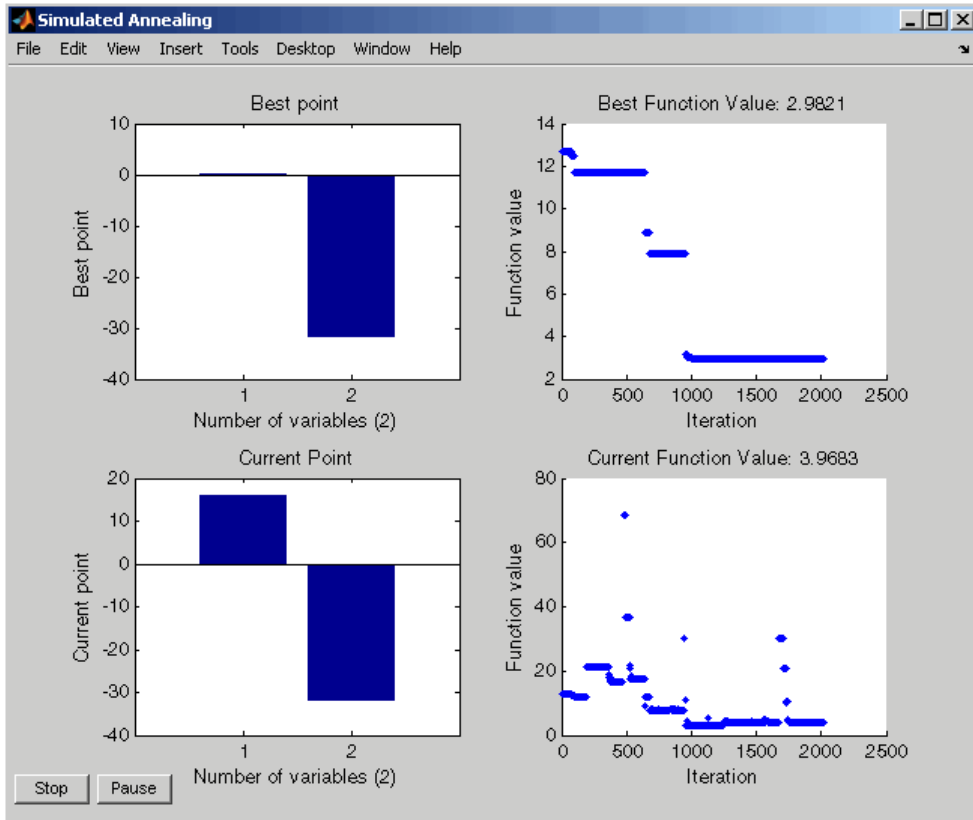 Simulated Annealing
File Edit View Insert Tools Desktop Window Help
Best point
10
0
-10
-20
-30
-40
Best point
1 2
Number of variables (2)
Best Function Value: 2.9821
14
12
10
8
6
4
2
Function value
0 500 1000 1500 2000 2500
Iteration
Current Point
20
10
0
-10
-20
-30
-40
Current point
1 2
Number of variables (2)
Current Function Value: 3.9683
80
60
40
20
0
Function value
0 500 1000 1500 2000 2500
Iteration
Stop Pause